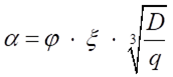 α = φ · ξ · ∛(D/q)